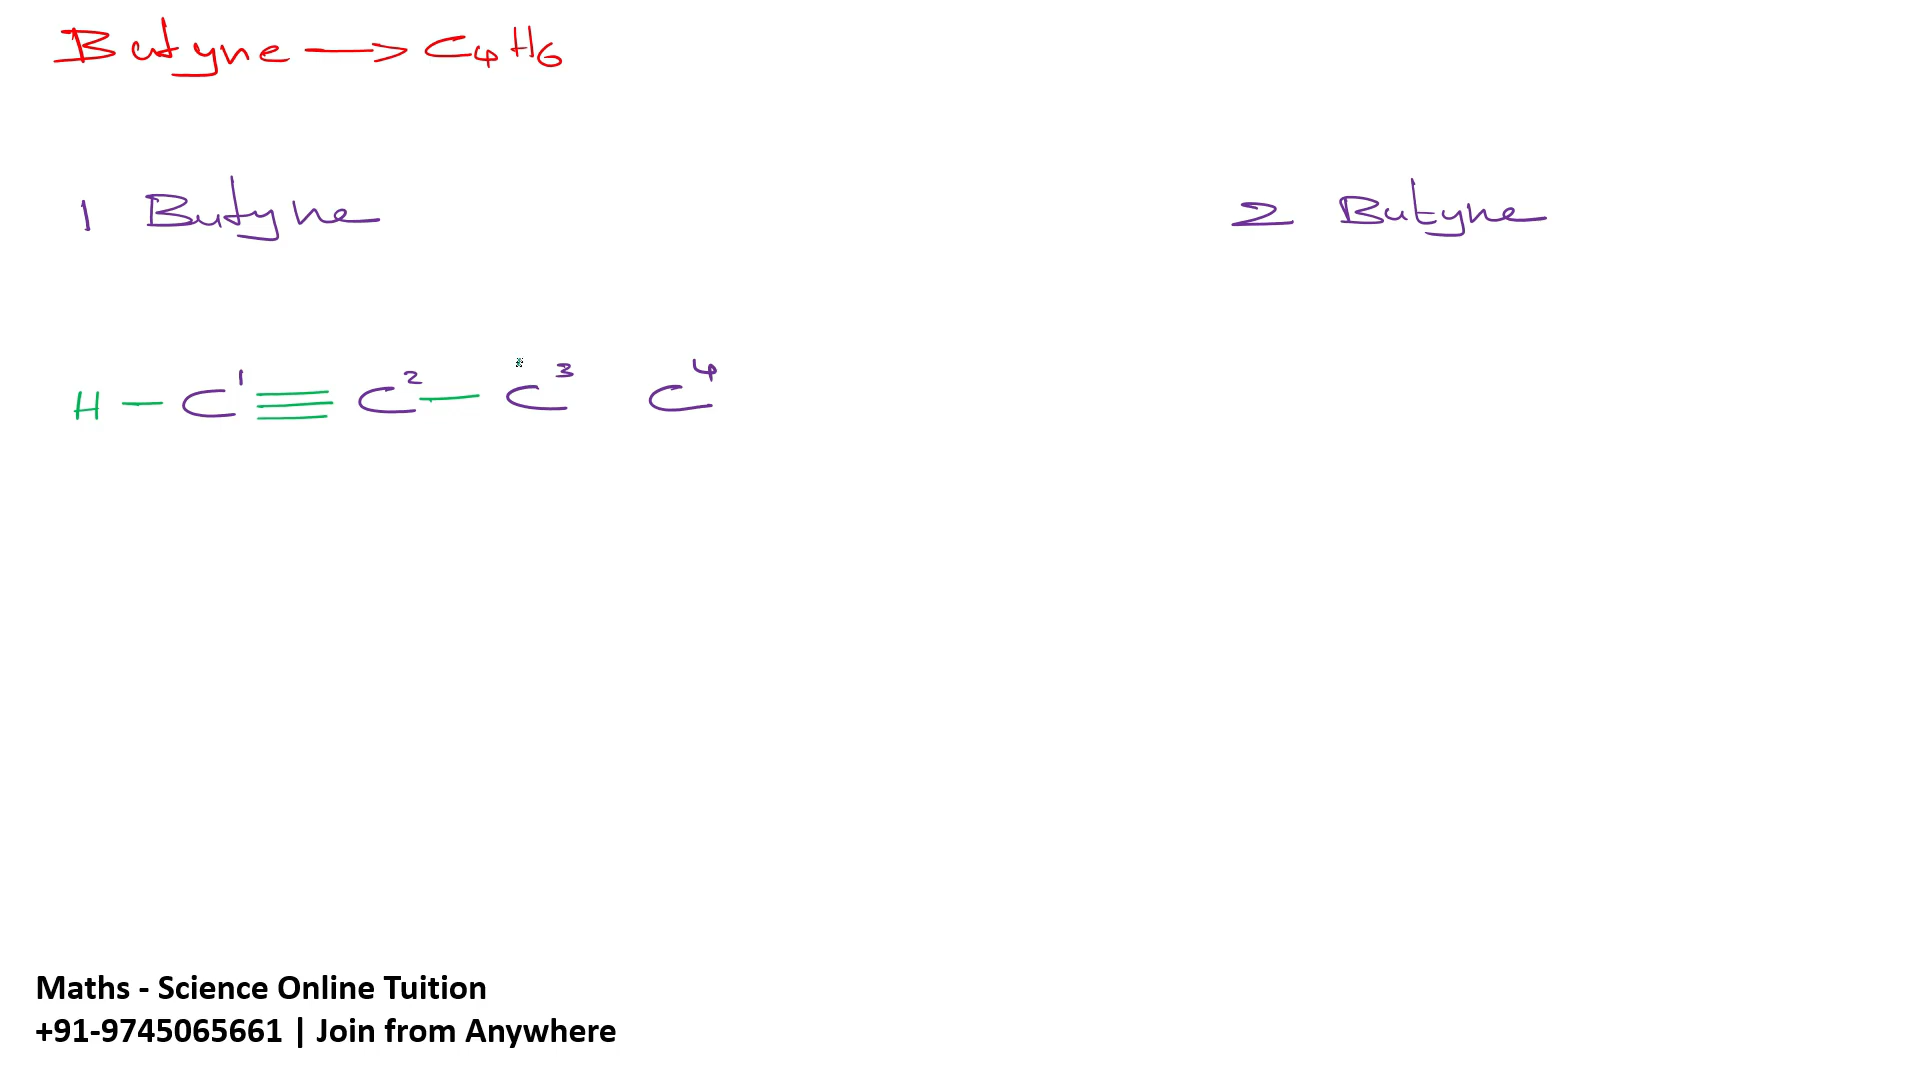 Butyne → C4H6
1 Butyne
2 Butyne
H — C¹ ≡ C² — C³ C⁴
Maths - Science Online Tuition
+91-9745065661 | Join from Anywhere